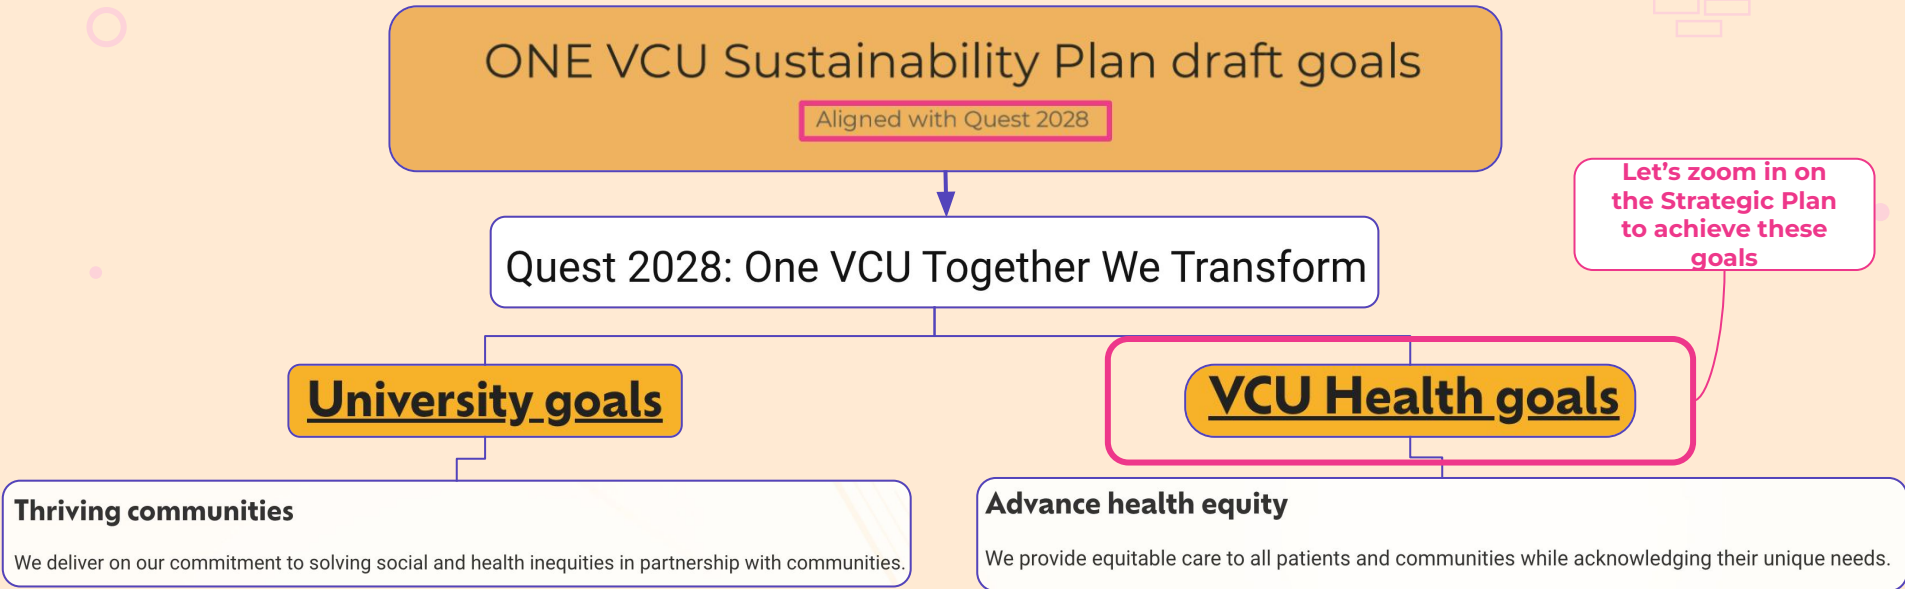 ONE VCU Sustainability Plan draft goals
Aligned with Quest 2028
Let's zoom in on
the Strategic Plan
to achieve these
goals
Quest 2028: One VCU Together We Transform
University goals
VCU Health goals
Thriving communities
We deliver on our commitment to solving social and health inequities in partnership with communities.
Advance health equity
We provide equitable care to all patients and communities while acknowledging their unique needs.